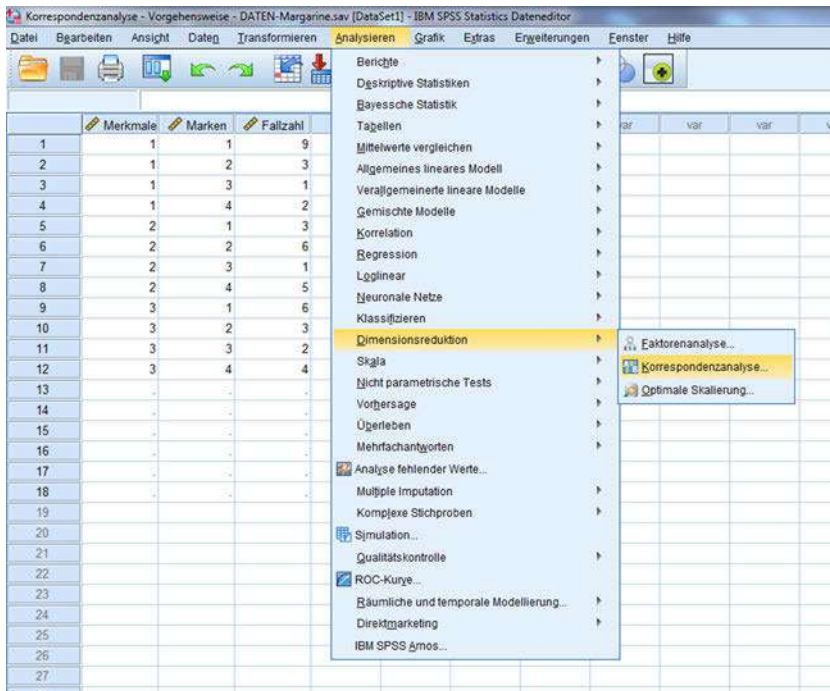 Korrespondenzanalyse - Vorgehensweise - DATEN-Margarine.sav [DataSet1] - IBM SPSS Statistics Dateneditor
Datei Bearbeiten Ansicht Daten Transformieren Analysieren Grafik Extras Erweiterungen Fenster Hilfe
Merkmale Marken Fallzahl var var var
1 1 1 9
2 1 2 3
3 1 3 1
4 1 4 2
5 2 1 3
6 2 2 6
7 2 3 1
8 2 4 5
9 3 1 6
10 3 2 3
11 3 3 2
12 3 4 4
13 . . .
14 . . .
15 . . .
16 . . .
17 . . .
18 . . .
19
20
21
22
23
24
25
26
27
Berichte
Deskriptive Statistiken
Bayessche Statistik
Tabellen
Mittelwerte vergleichen
Allgemeines lineares Modell
Verallgemeinerte lineare Modelle
Gemischte Modelle
Korrelation
Regression
Loglinear
Neuronale Netze
Klassifizieren
Dimensionsreduktion
Skala
Nicht parametrische Tests
Vorhersage
Überleben
Mehrfachantworten
Analyse fehlender Werte...
Multiple Imputation
Komplexe Stichproben
Simulation...
Qualitätskontrolle
ROC-Kurve...
Räumliche und temporale Modellierung...
Direktmarketing
IBM SPSS Amos...
Faktorenanalyse...
Korrespondenzanalyse...
Optimale Skalierung...